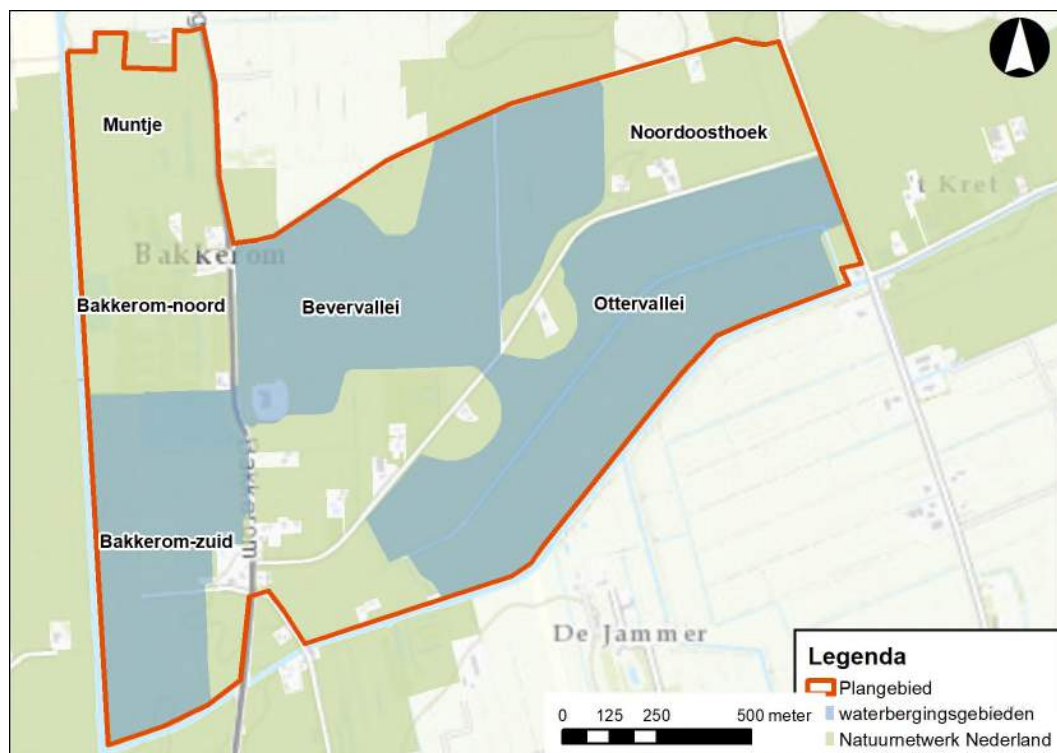 Muntje
Noordoosthoek
't Kret
Bakkerom
Bakkerom-noord
Bevervallei
Ottervallei
Bakkerom
Bakkerom-zuid
De Jammer
Legenda
Plangebied
waterbergingsgebieden
Natuurnetwerk Nederland
0 125 250 500 meter